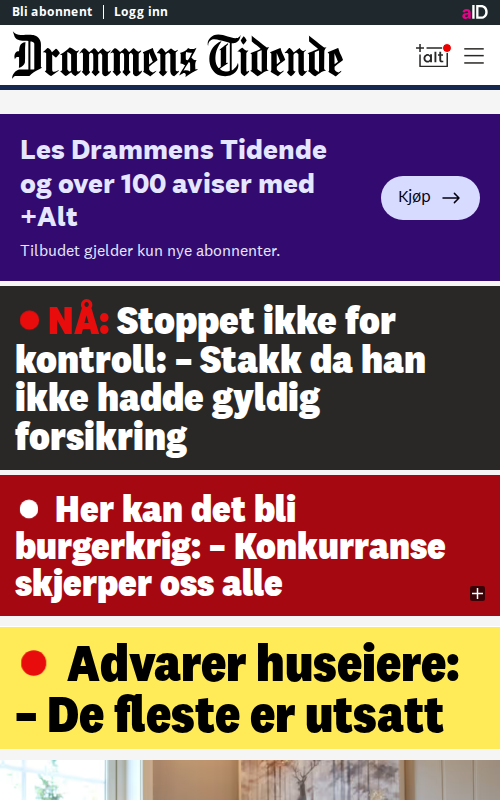 Bli abonnent | Logg inn
aID
Drammens Tidende
+alt
Les Drammens Tidende
og over 100 aviser med
+Alt
Kjøp →
Tilbudet gjelder kun nye abonnenter.
NÅ: Stoppet ikke for
kontroll: – Stakk da han
ikke hadde gyldig
forsikring
Her kan det bli
burgerkrig: – Konkurranse
skjerper oss alle
+
Advarer huseiere:
– De fleste er utsatt